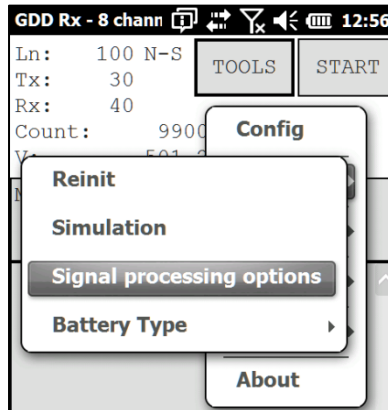 GDD Rx - 8 chann 12:56
Ln: 100 N-S
TOOLS START
Tx: 30
Rx: 40
Count: 9900
Config
Reinit
Simulation
Signal processing options
Battery Type
About